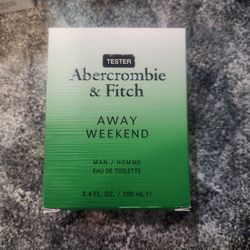 TESTER
Abercrombie
& Fitch
AWAY
WEEKEND
MAN / HOMME
EAU DE TOILETTE
3.4 FL. OZ. / 100 mL ℮